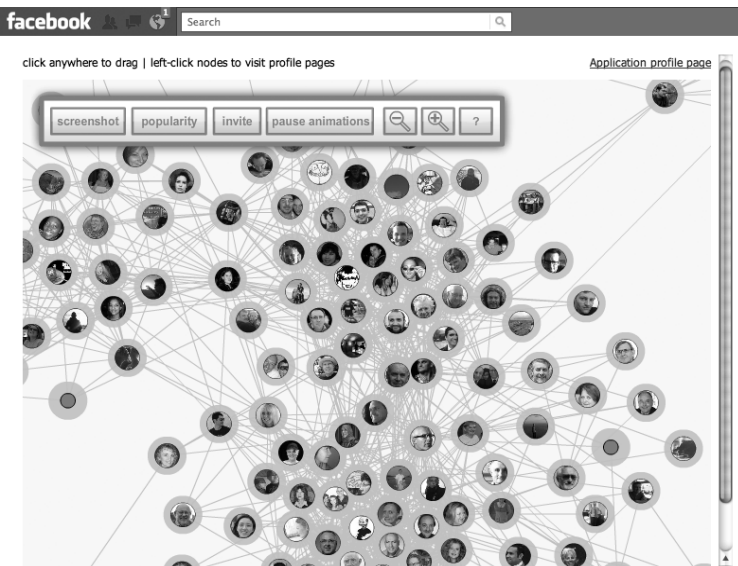 facebook 1 Search
click anywhere to drag | left-click nodes to visit profile pages Application profile page
screenshot popularity invite pause animations ?